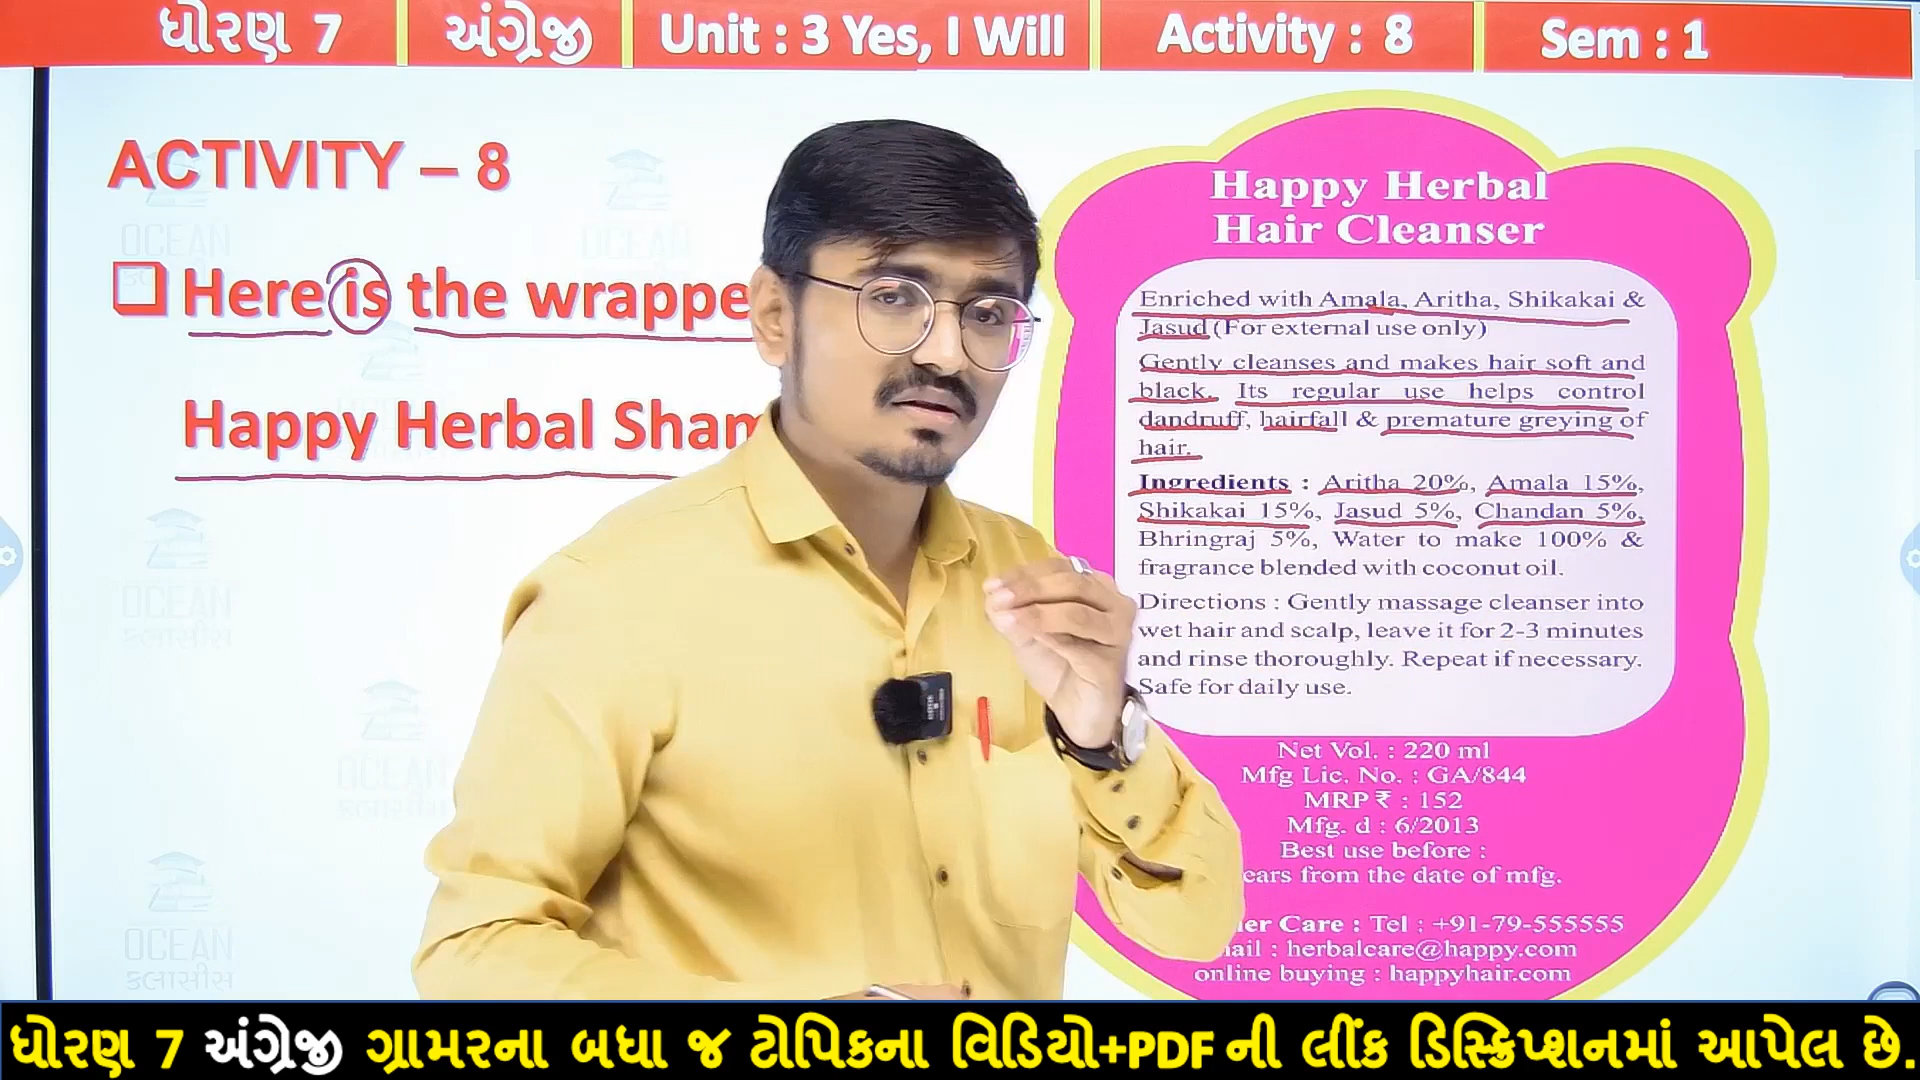 ધોરણ 7 અંગ્રેજી Unit : 3 Yes, I Will Activity : 8 Sem : 1
ACTIVITY – 8
Here is the
Happy Herbal
Happy Herbal
Hair Cleanser
Enriched with Amala, Aritha, Shikakai &
Jasud (For external use only)
Gently cleanses and makes hair soft and
black. Its regular use helps control
dandruff, hairfall & premature greying of
hair.
Ingredients : Aritha 20%, Amala 15%,
Shikakai 15%, Jasud 5%, Chandan 5%,
Bhringraj 5%, Water to make 100% &
fragrance blended with coconut oil.
Directions : Gently massage cleanser into
wet hair and scalp, leave it for 2-3 minutes
and rinse thoroughly. Repeat if necessary.
Safe for daily use.
Net Vol. : 220 ml
Mfg Lic. No. : GA/844
MRP ₹ : 152
Mfg. d : 6/2013
Best use before :
from the date of mfg.
Care : Tel : +91-79-555555
: herbalcare@happy.com
online buying : happyhair.com
OCEAN
ક્લાસીસ
ધોરણ 7 અંગ્રેજી ગ્રામરના બધા જ ટોપિકના વિડિયો+PDF ની લીંક ડિસ્ક્રિપ્શનમાં આપેલ છે.